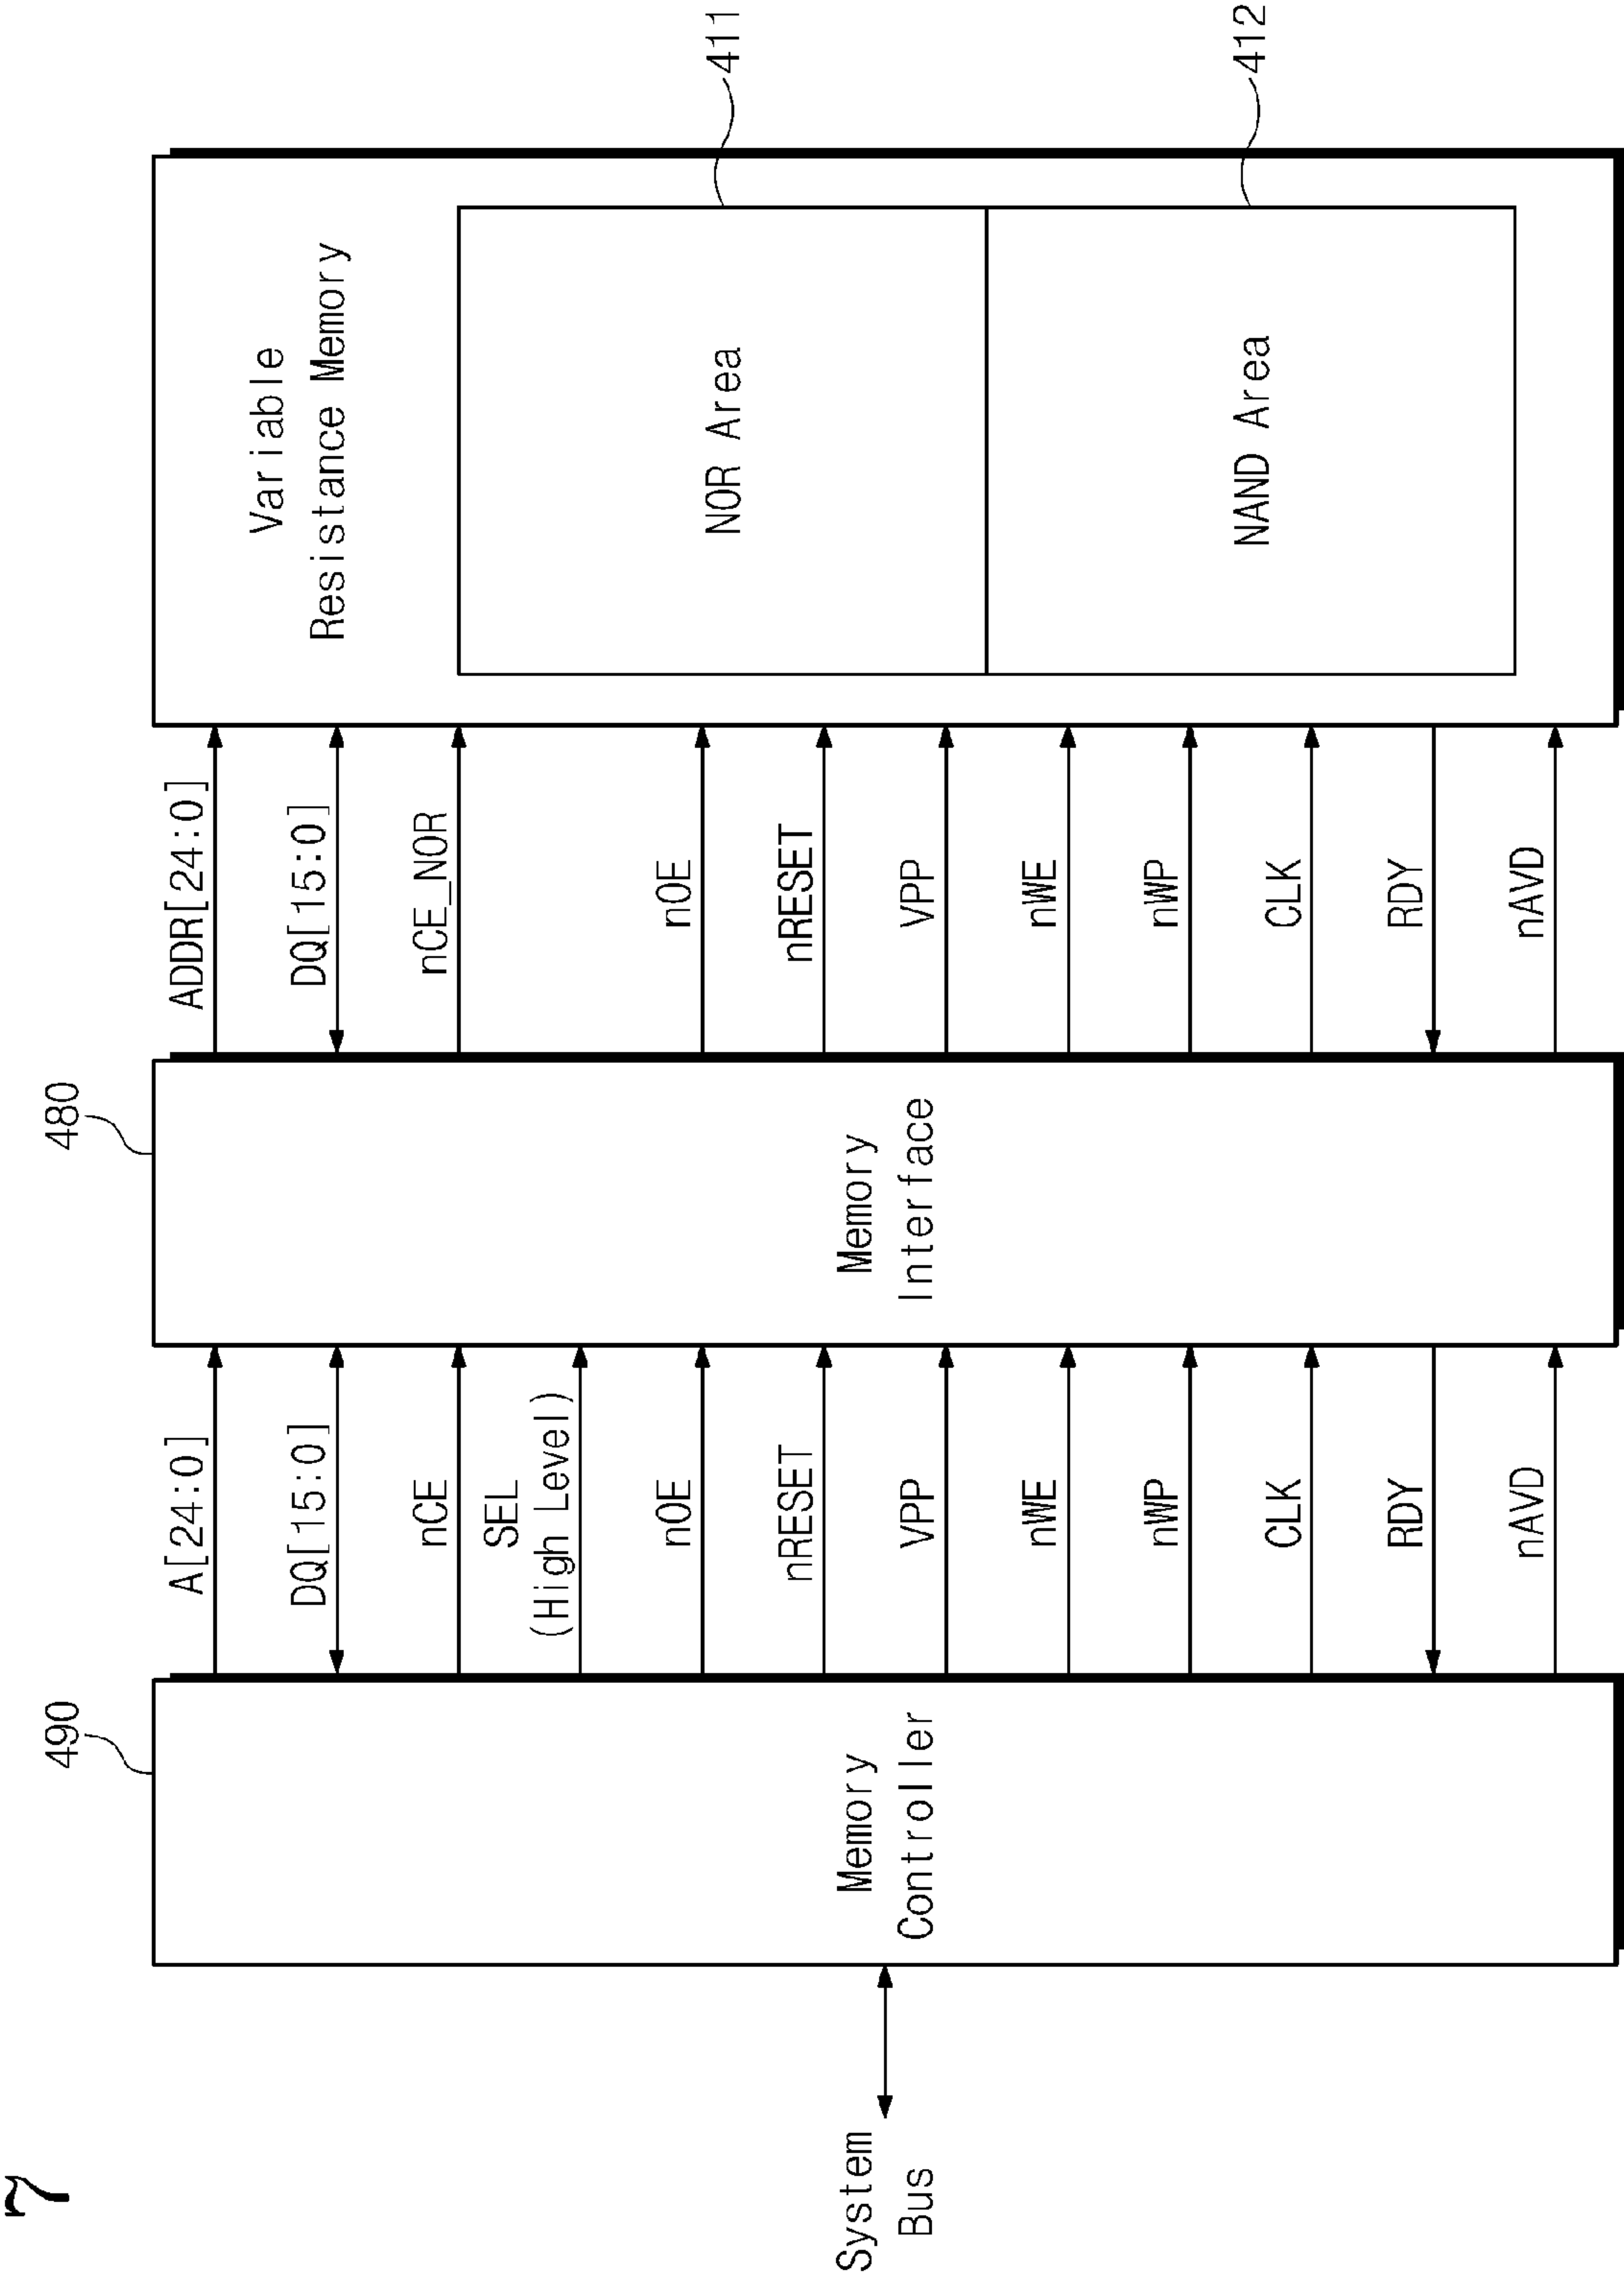 7
490
480
System
Bus
Memory
Controller
A[24:0]
DQ[15:0]
nCE
SEL
(High Level)
nOE
nRESET
VPP
nWE
nWP
CLK
RDY
nAVD
Memory
Interface
ADDR[24:0]
DQ[15:0]
nCE_NOR
nOE
nRESET
VPP
nWE
nWP
CLK
RDY
nAVD
Variable
Resistance Memory
NOR Area
NAND Area
411
412